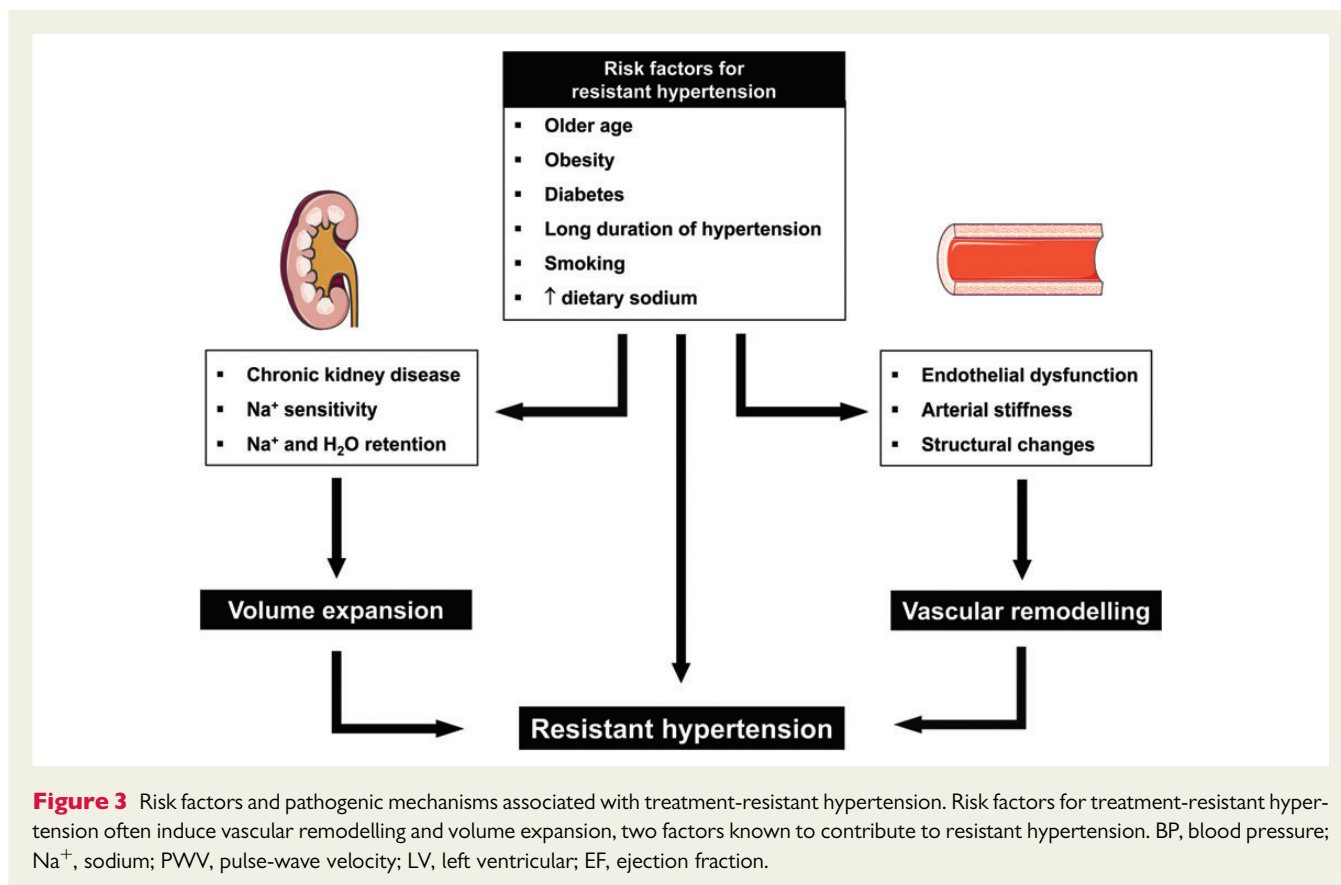 Risk factors for
resistant hypertension
▪ Older age
▪ Obesity
▪ Diabetes
▪ Long duration of hypertension
▪ Smoking
▪ ↑ dietary sodium
▪ Chronic kidney disease
▪ Na⁺ sensitivity
▪ Na⁺ and H₂O retention
▪ Endothelial dysfunction
▪ Arterial stiffness
▪ Structural changes
Volume expansion
Vascular remodelling
Resistant hypertension
Figure 3 Risk factors and pathogenic mechanisms associated with treatment-resistant hypertension. Risk factors for treatment-resistant hyper-
tension often induce vascular remodelling and volume expansion, two factors known to contribute to resistant hypertension. BP, blood pressure;
Na⁺, sodium; PWV, pulse-wave velocity; LV, left ventricular; EF, ejection fraction.